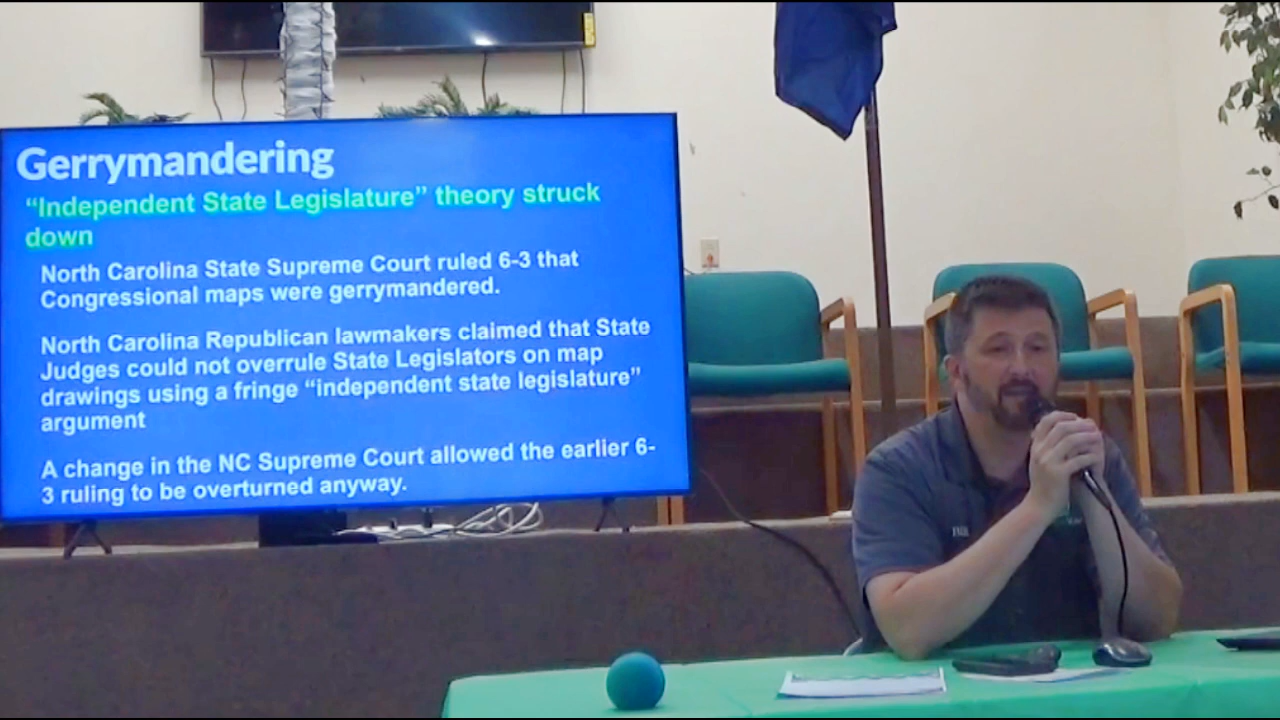 Gerrymandering
“Independent State Legislature” theory struck
down
North Carolina State Supreme Court ruled 6-3 that
Congressional maps were gerrymandered.
North Carolina Republican lawmakers claimed that State
Judges could not overrule State Legislators on map
drawings using a fringe “independent state legislature”
argument
A change in the NC Supreme Court allowed the earlier 6-
3 ruling to be overturned anyway.